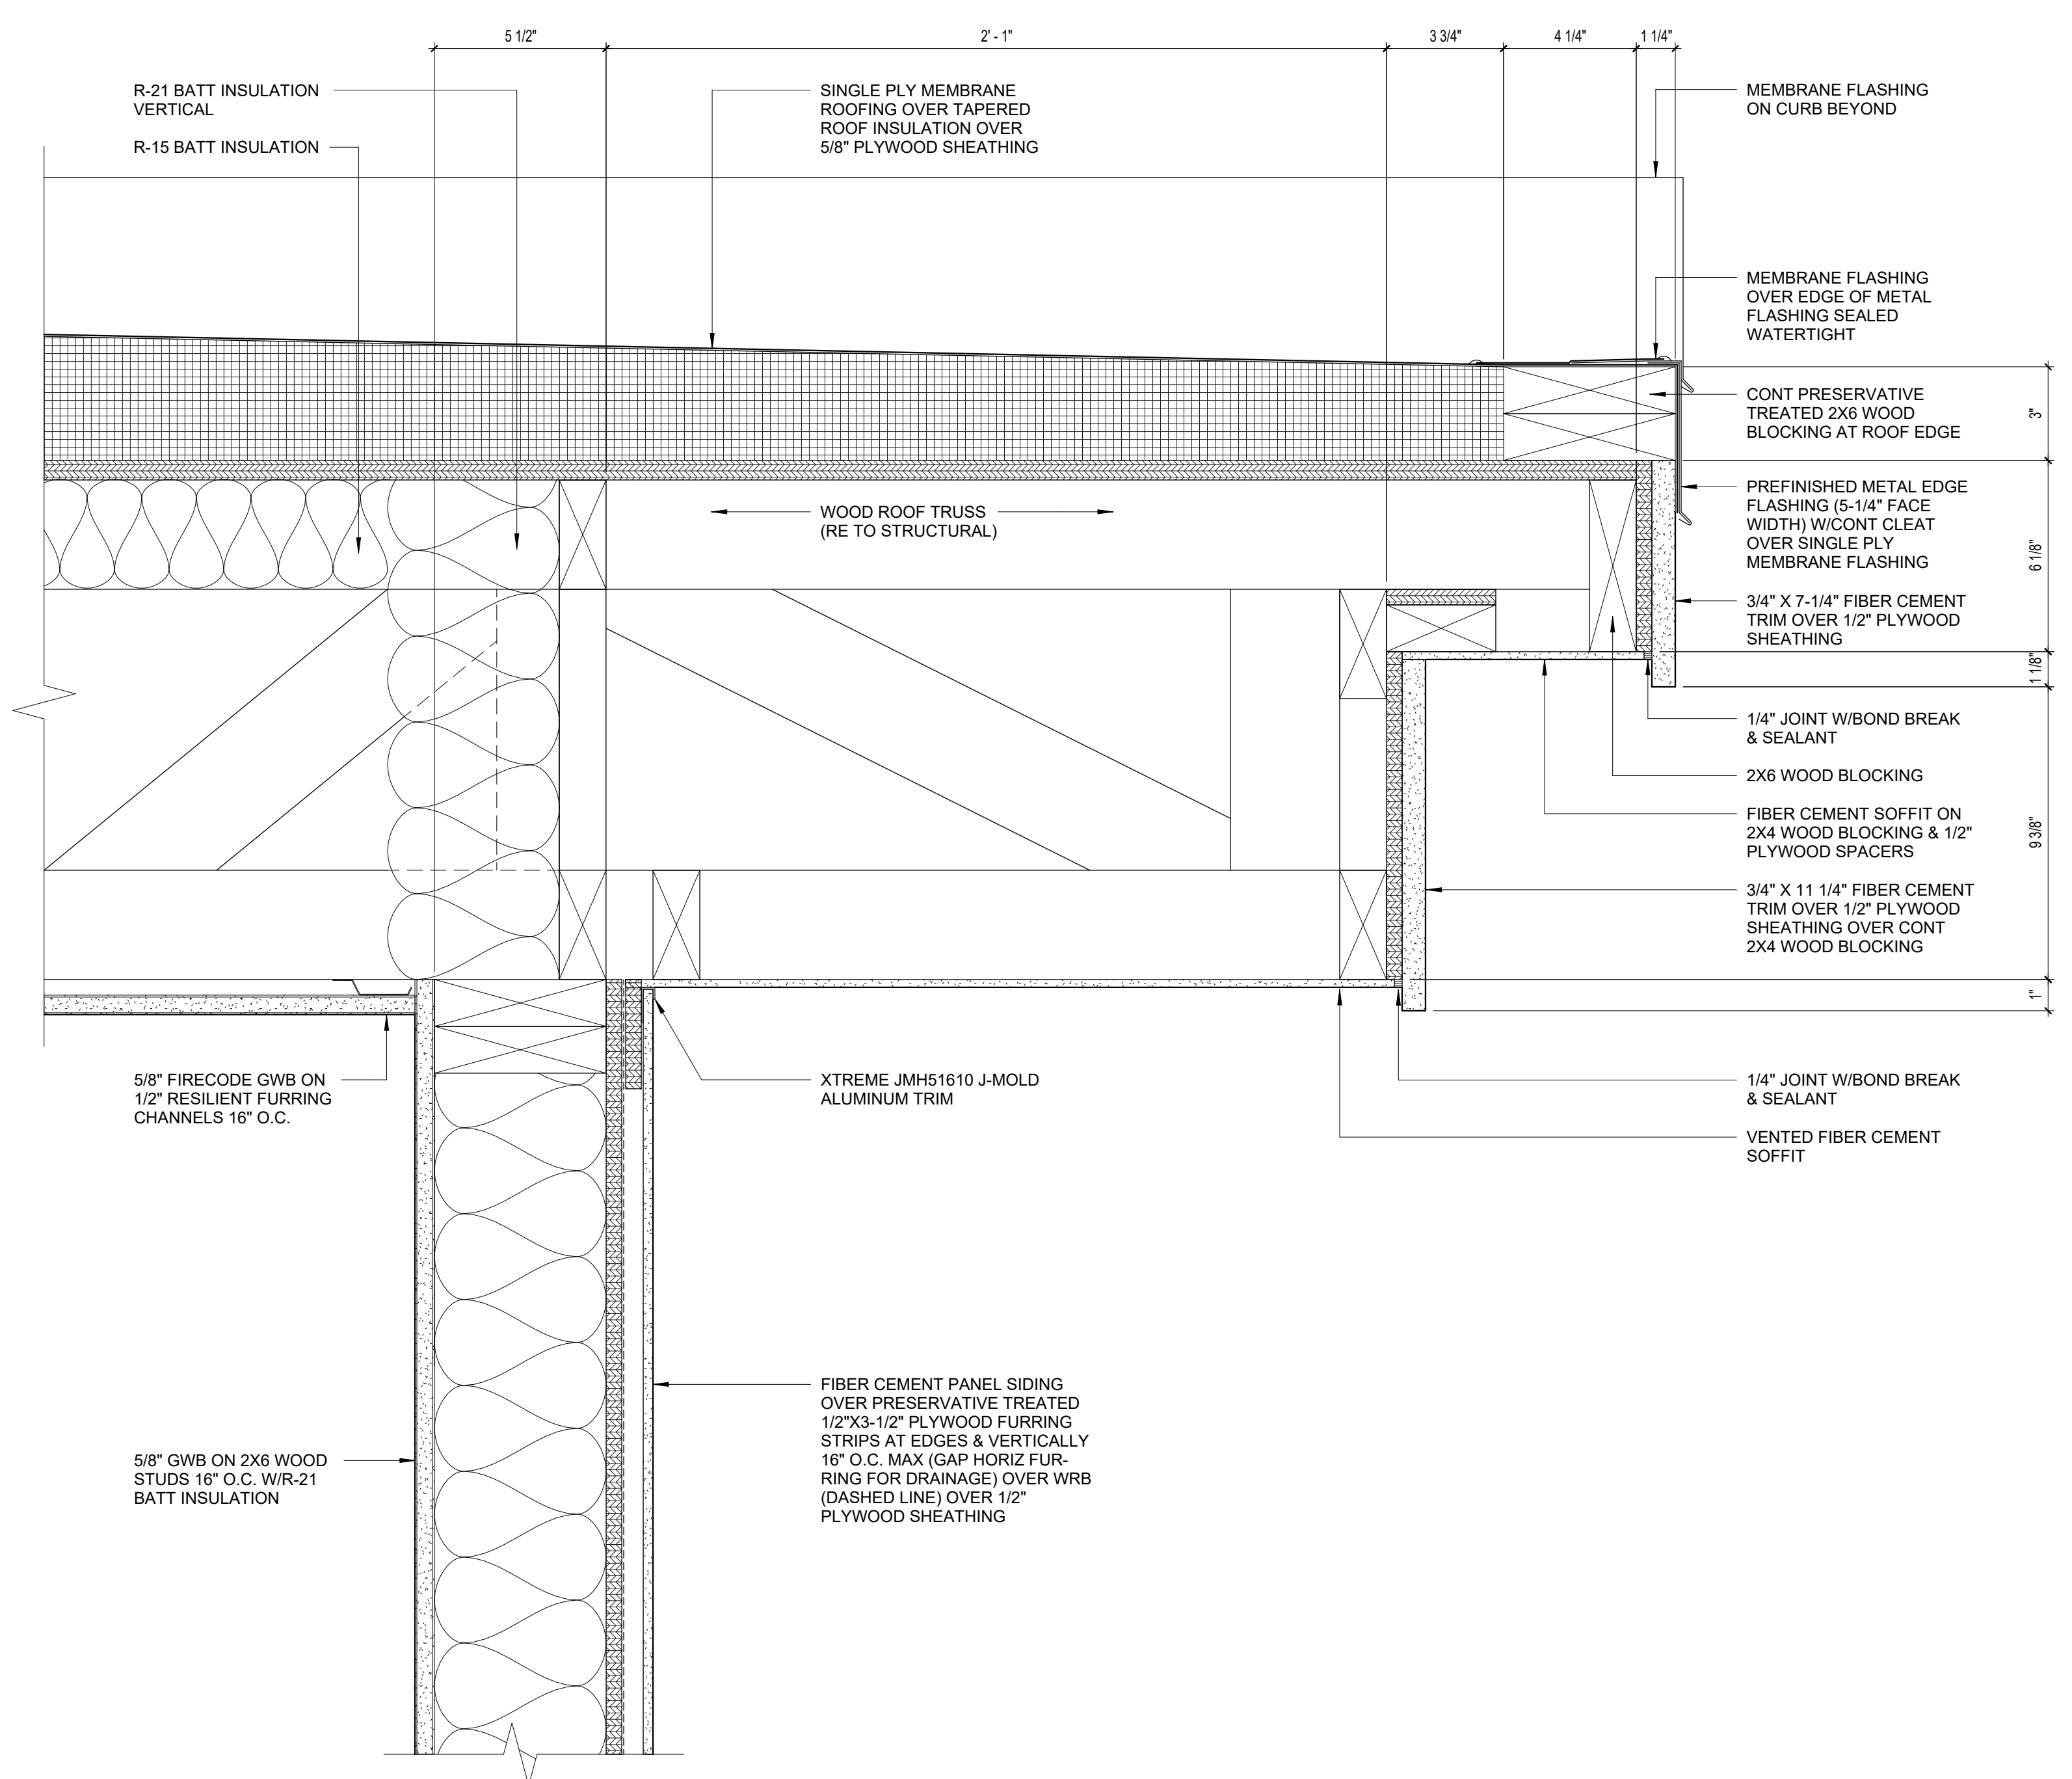 5 1/2"
2' - 1"
3 3/4"
4 1/4"
1 1/4"
R-21 BATT INSULATION
VERTICAL
R-15 BATT INSULATION
SINGLE PLY MEMBRANE
ROOFING OVER TAPERED
ROOF INSULATION OVER
5/8" PLYWOOD SHEATHING
MEMBRANE FLASHING
ON CURB BEYOND
MEMBRANE FLASHING
OVER EDGE OF METAL
FLASHING SEALED
WATERTIGHT
CONT PRESERVATIVE
TREATED 2X6 WOOD
BLOCKING AT ROOF EDGE
3"
PREFINISHED METAL EDGE
FLASHING (5-1/4" FACE
WIDTH) W/CONT CLEAT
OVER SINGLE PLY
MEMBRANE FLASHING
6 1/8"
WOOD ROOF TRUSS
(RE TO STRUCTURAL)
3/4" X 7-1/4" FIBER CEMENT
TRIM OVER 1/2" PLYWOOD
SHEATHING
1 1/8"
1/4" JOINT W/BOND BREAK
& SEALANT
2X6 WOOD BLOCKING
FIBER CEMENT SOFFIT ON
2X4 WOOD BLOCKING & 1/2"
PLYWOOD SPACERS
9 3/8"
3/4" X 11 1/4" FIBER CEMENT
TRIM OVER 1/2" PLYWOOD
SHEATHING OVER CONT
2X4 WOOD BLOCKING
1"
5/8" FIRECODE GWB ON
1/2" RESILIENT FURRING
CHANNELS 16" O.C.
XTREME JMH51610 J-MOLD
ALUMINUM TRIM
1/4" JOINT W/BOND BREAK
& SEALANT
VENTED FIBER CEMENT
SOFFIT
FIBER CEMENT PANEL SIDING
OVER PRESERVATIVE TREATED
1/2"X3-1/2" PLYWOOD FURRING
STRIPS AT EDGES & VERTICALLY
16" O.C. MAX (GAP HORIZ FUR-
RING FOR DRAINAGE) OVER WRB
(DASHED LINE) OVER 1/2"
PLYWOOD SHEATHING
5/8" GWB ON 2X6 WOOD
STUDS 16" O.C. W/R-21
BATT INSULATION